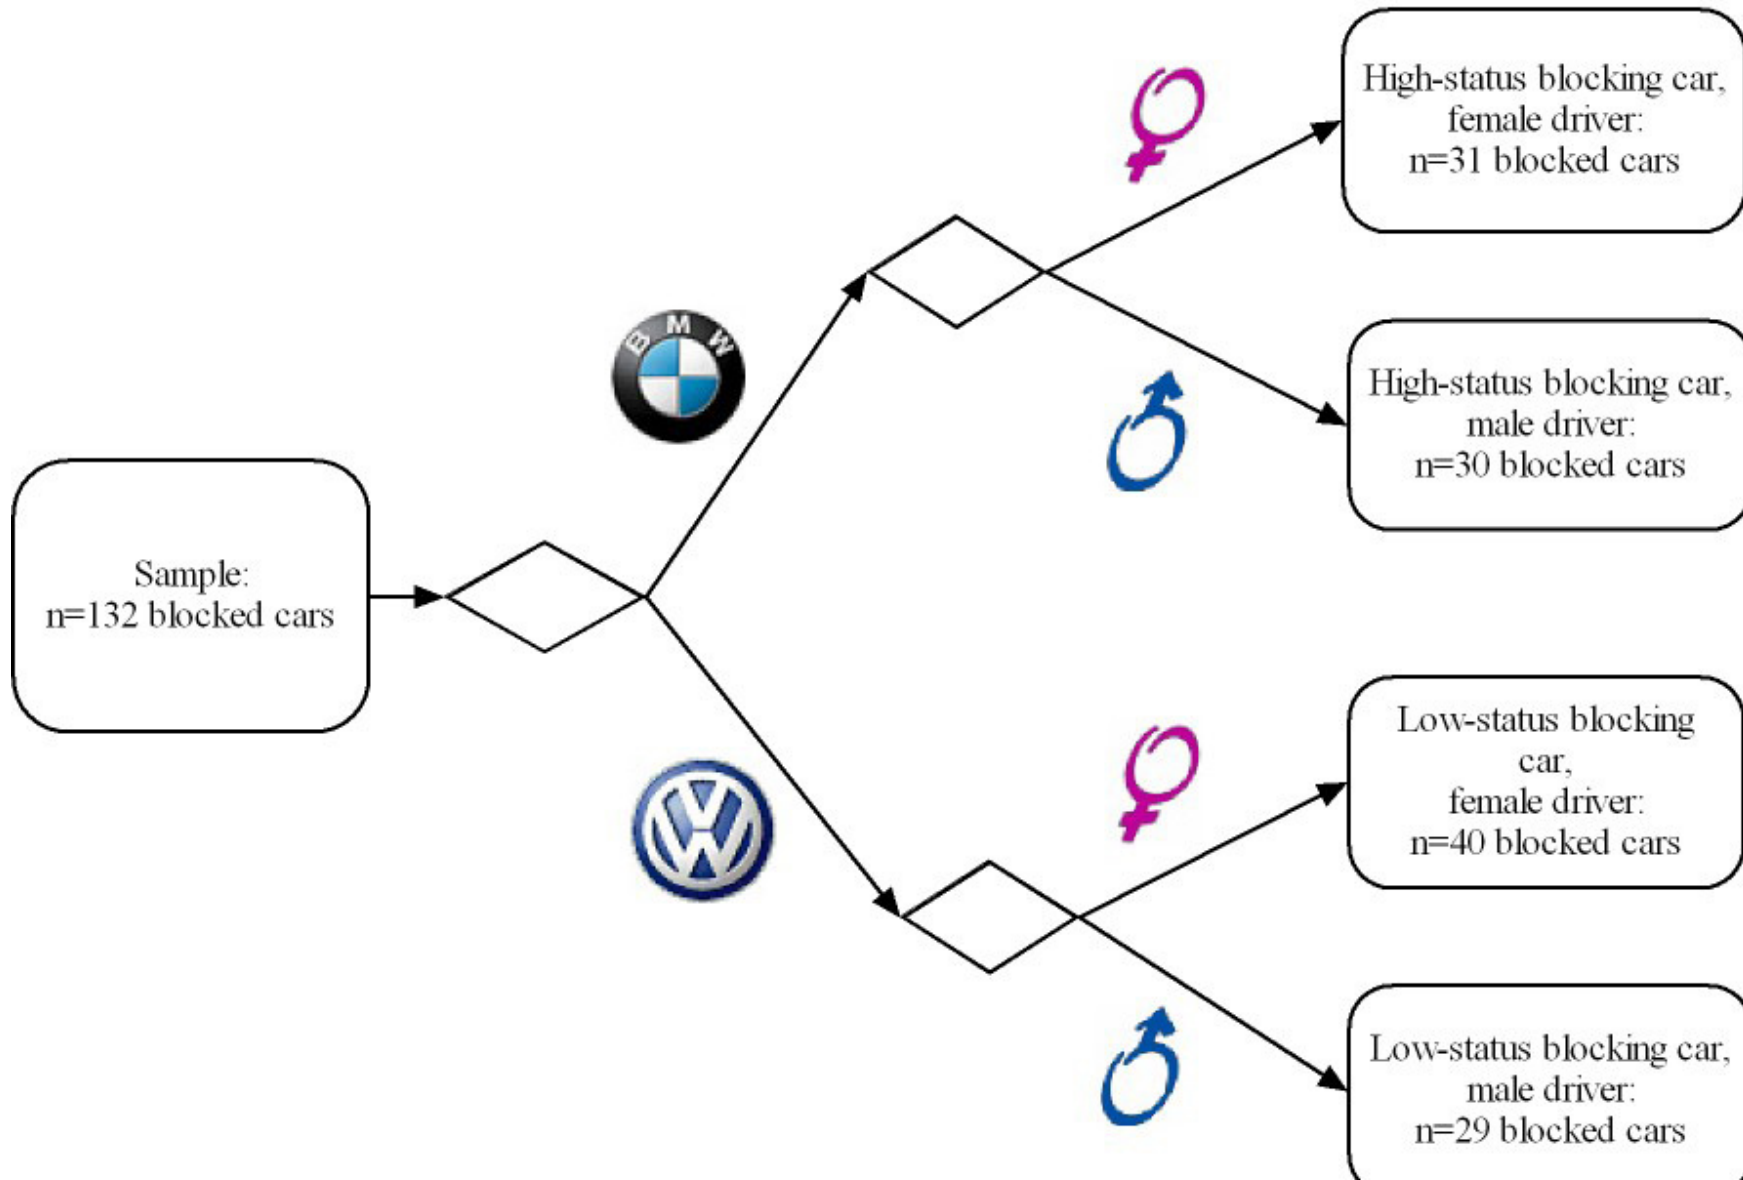 High-status blocking car,
female driver:
n=31 blocked cars
BMW
High-status blocking car,
male driver:
n=30 blocked cars
Sample:
n=132 blocked cars
Low-status blocking
car,
female driver:
n=40 blocked cars
VW
Low-status blocking car,
male driver:
n=29 blocked cars